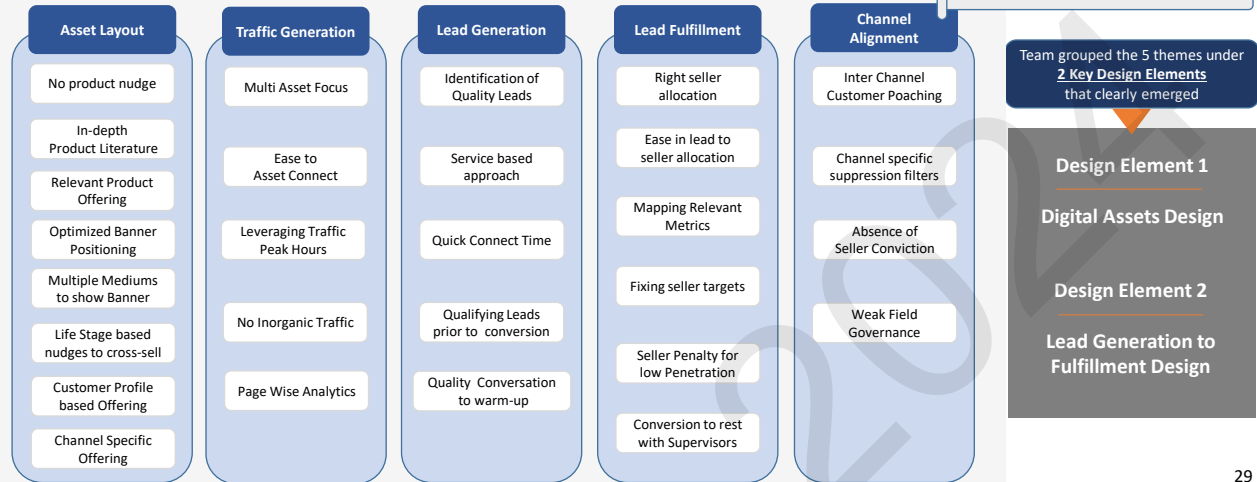 Asset Layout
No product nudge
In-depth
Product Literature
Relevant Product
Offering
Optimized Banner
Positioning
Multiple Mediums
to show Banner
Life Stage based
nudges to cross-sell
Customer Profile
based Offering
Channel Specific
Offering
Traffic Generation
Multi Asset Focus
Ease to
Asset Connect
Leveraging Traffic
Peak Hours
No Inorganic Traffic
Page Wise Analytics
Lead Generation
Identification of
Quality Leads
Service based
approach
Quick Connect Time
Qualifying Leads
prior to conversion
Quality Conversation
to warm-up
Lead Fulfillment
Right seller
allocation
Ease in lead to
seller allocation
Mapping Relevant
Metrics
Fixing seller targets
Seller Penalty for
low Penetration
Conversion to rest
with Supervisors
Channel
Alignment
Inter Channel
Customer Poaching
Channel specific
suppression filters
Absence of
Seller Conviction
Weak Field
Governance
Team grouped the 5 themes under
2 Key Design Elements
that clearly emerged
Design Element 1
Digital Assets Design
Design Element 2
Lead Generation to
Fulfillment Design
2024
29